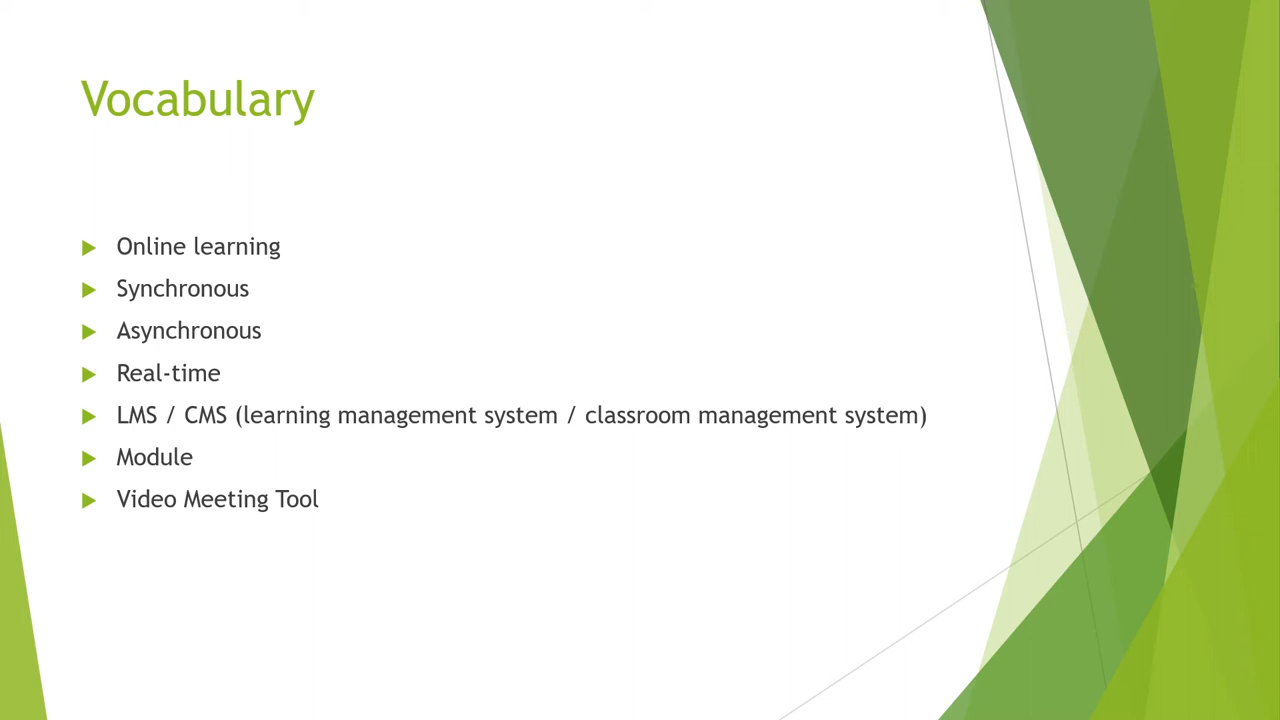 Vocabulary
Online learning
Synchronous
Asynchronous
Real-time
LMS / CMS (learning management system / classroom management system)
Module
Video Meeting Tool